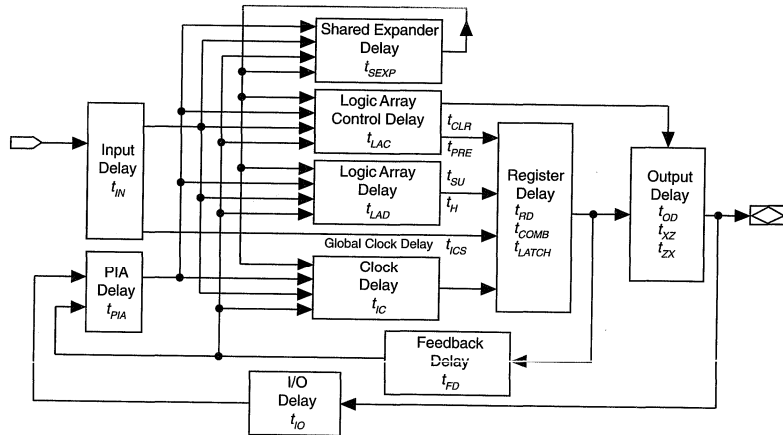 Shared Expander
Delay
tSEXP
Logic Array
Control Delay
tLAC
tCLR
tPRE
Input
Delay
tIN
Logic Array
Delay
tLAD
tSU
tH
Register
Delay
tRD
tCOMB
tLATCH
Output
Delay
tOD
tXZ
tZX
Global Clock Delay tICS
PIA
Delay
tPIA
Clock
Delay
tIC
Feedback
Delay
tFD
I/O
Delay
tIO